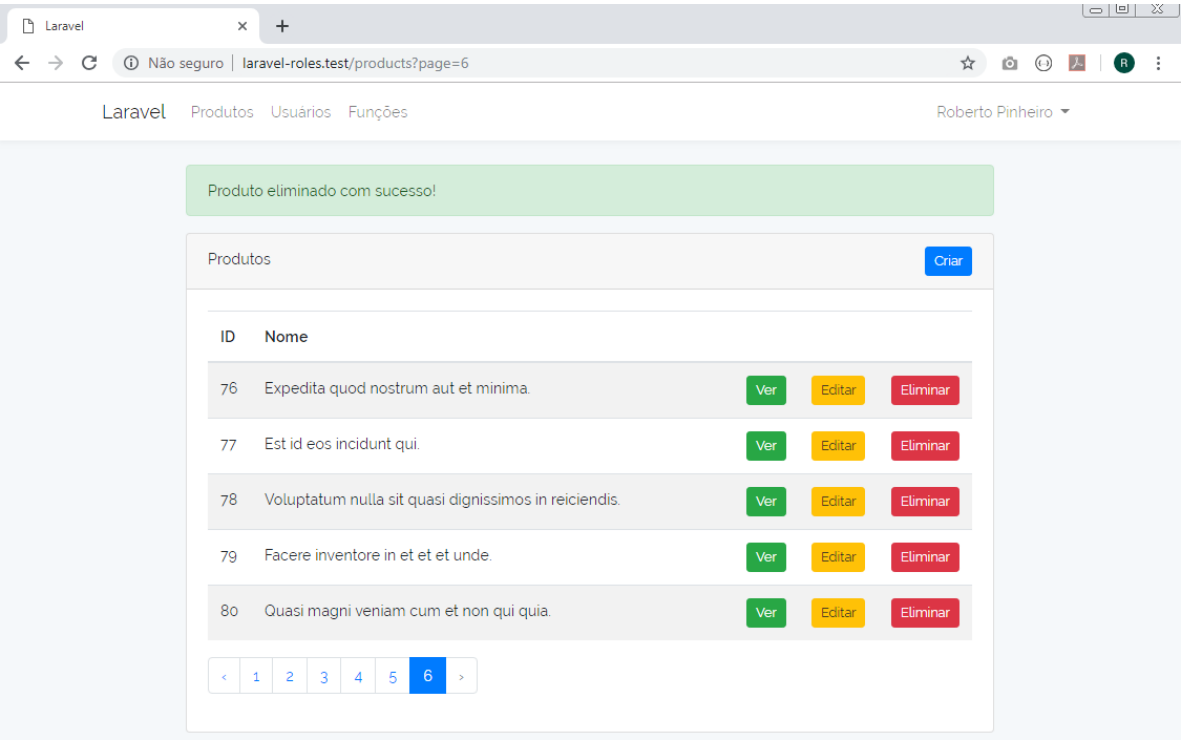 Laravel
Não seguro | laravel-roles.test/products?page=6
R
Laravel Produtos Usuários Funções Roberto Pinheiro
Produto eliminado com sucesso!
Produtos Criar
ID Nome
76 Expedita quod nostrum aut et minima. Ver Editar Eliminar
77 Est id eos incidunt qui. Ver Editar Eliminar
78 Voluptatum nulla sit quasi dignissimos in reiciendis. Ver Editar Eliminar
79 Facere inventore in et et et unde. Ver Editar Eliminar
80 Quasi magni veniam cum et non qui quia. Ver Editar Eliminar
‹ 1 2 3 4 5 6 ›